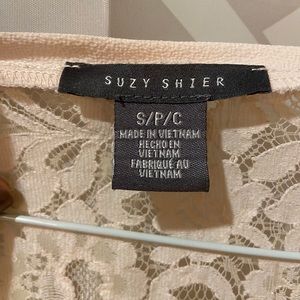 SUZY SHIER
S/P/C
MADE IN VIETNAM
HECHO EN
VIETNAM
FABRIQUÉ AU
VIETNAM